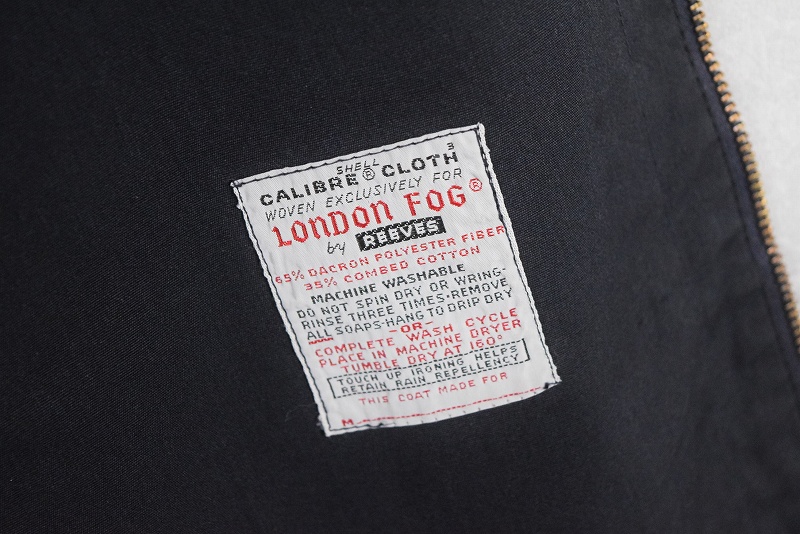 SHELL 3
CALIBRE® CLOTH
WOVEN EXCLUSIVELY FOR
LONDON FOG®
by REEVES
65% DACRON POLYESTER FIBER
35% COMBED COTTON
MACHINE WASHABLE
DO NOT SPIN DRY OR WRING-
RINSE THREE TIMES·REMOVE
ALL SOAPS-HANG TO DRIP DRY
-OR-
COMPLETE WASH CYCLE
PLACE IN MACHINE DRYER
TUMBLE DRY AT 160°
TOUCH UP IRONING HELPS
RETAIN RAIN REPELLENCY
THIS COAT MADE FOR
M